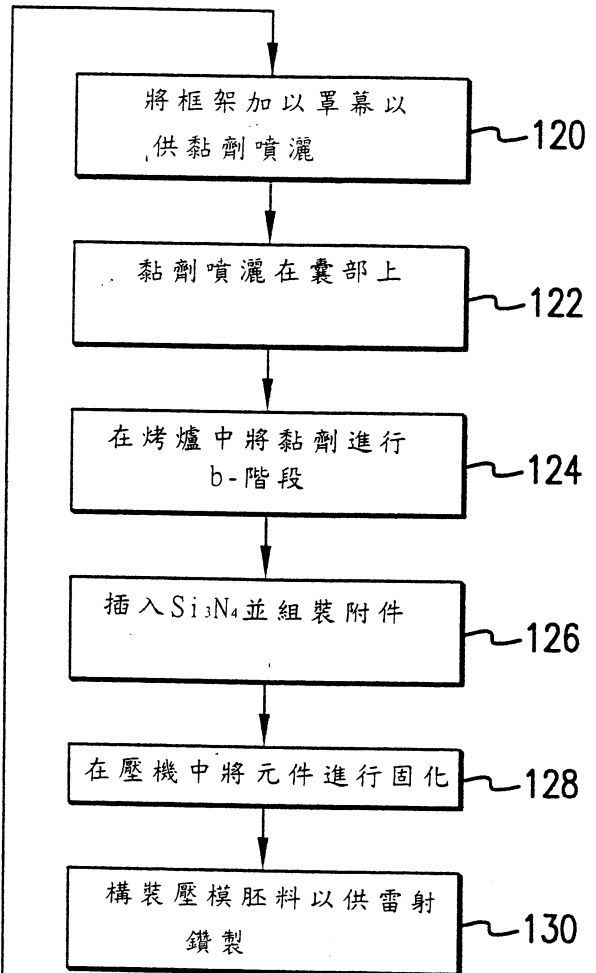 將框架加以罩幕以
供黏劑噴灑
120
黏劑噴灑在囊部上
122
在烤爐中將黏劑進行
b-階段
124
插入Si₃N₄並組裝附件
126
在壓機中將元件進行固化
128
構裝壓模胚料以供雷射
鑽製
130